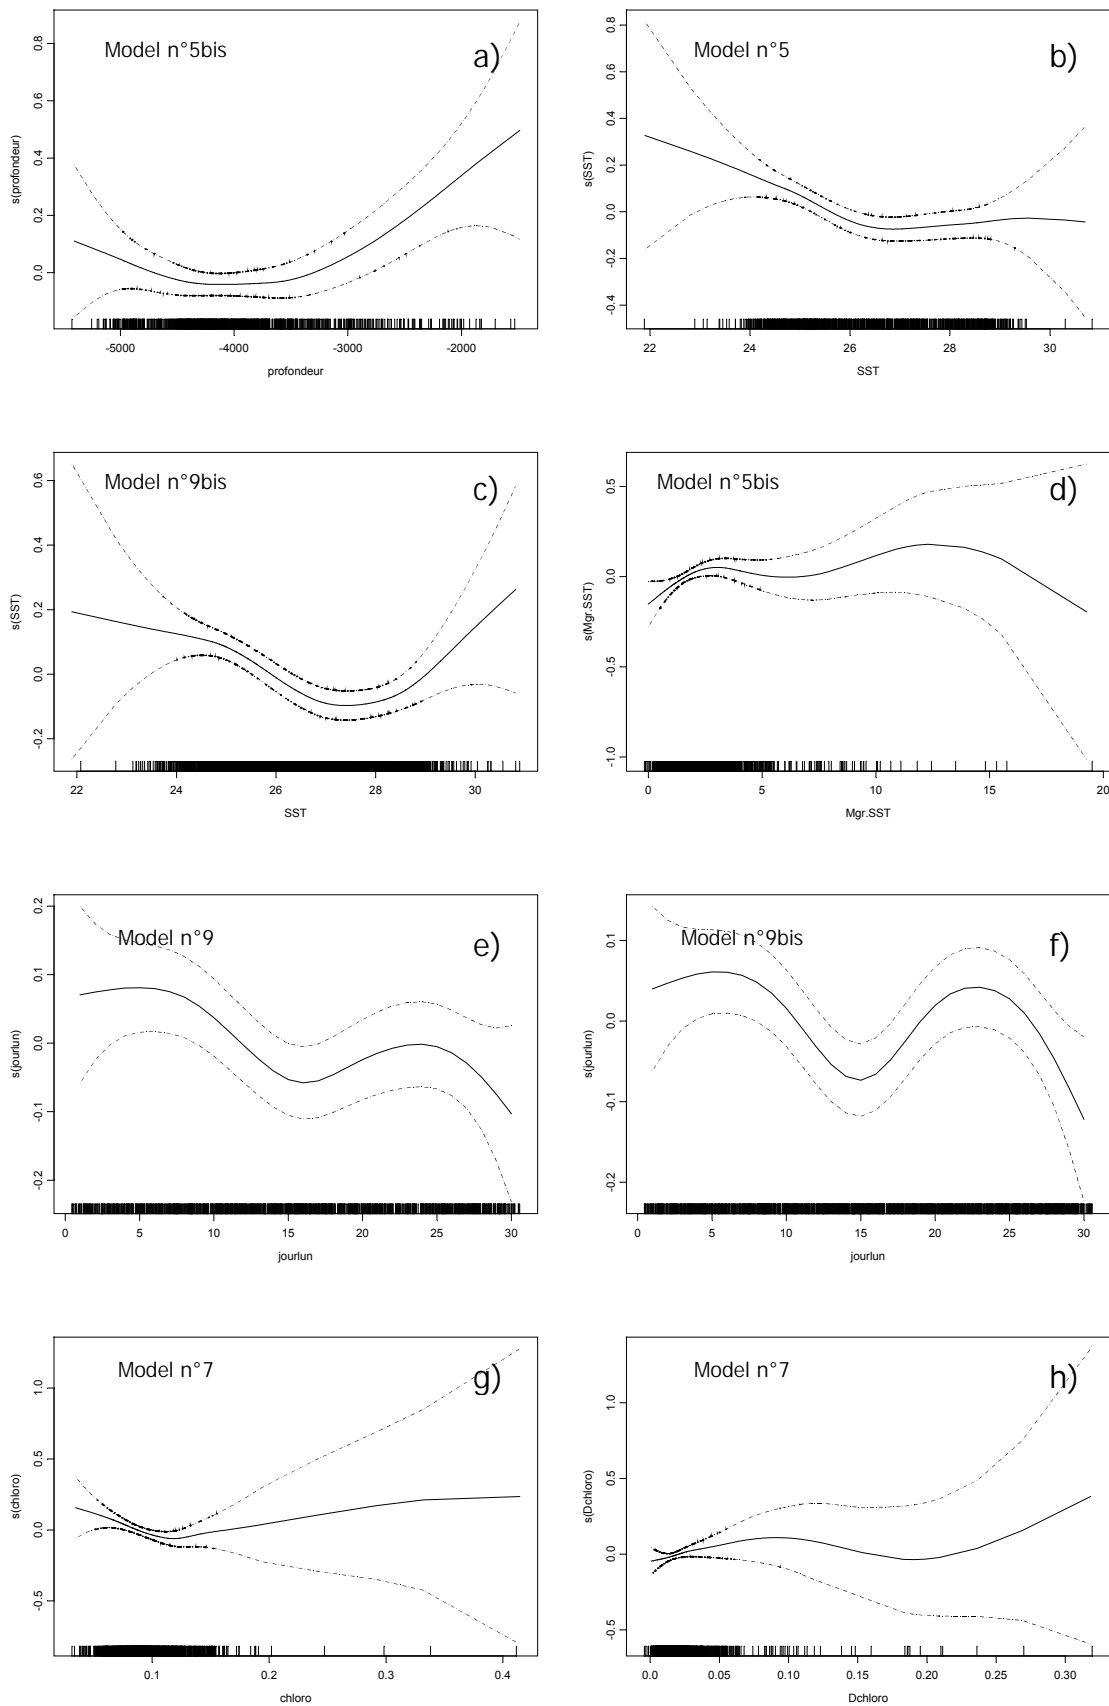 Model n°5bis
a)
0.8
0.6
0.4
0.2
0.0
s(profondeur)
-5000 -4000 -3000 -2000
profondeur
Model n°5
b)
0.8
0.6
0.4
0.2
0.0
-0.2
-0.4
s(SST)
22 24 26 28 30
SST
Model n°9bis
c)
0.6
0.4
0.2
0.0
-0.2
s(SST)
22 24 26 28 30
SST
Model n°5bis
d)
0.5
0.0
-0.5
-1.0
s(Mgr.SST)
0 5 10 15 20
Mgr.SST
Model n°9
e)
0.2
0.1
0.0
-0.1
-0.2
s(jourlun)
0 5 10 15 20 25 30
jourlun
Model n°9bis
f)
0.1
0.0
-0.1
-0.2
s(jourlun)
0 5 10 15 20 25 30
jourlun
Model n°7
g)
1.0
0.5
0.0
-0.5
s(chloro)
0.1 0.2 0.3 0.4
chloro
Model n°7
h)
1.0
0.5
0.0
-0.5
s(Dchloro)
0.0 0.05 0.10 0.15 0.20 0.25 0.30
Dchloro